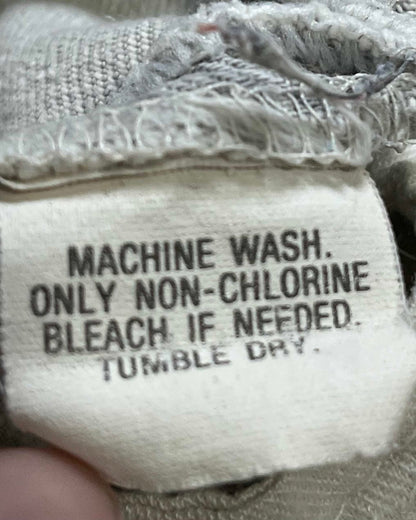 MACHINE WASH.
ONLY NON-CHLORINE
BLEACH IF NEEDED.
TUMBLE DRY.